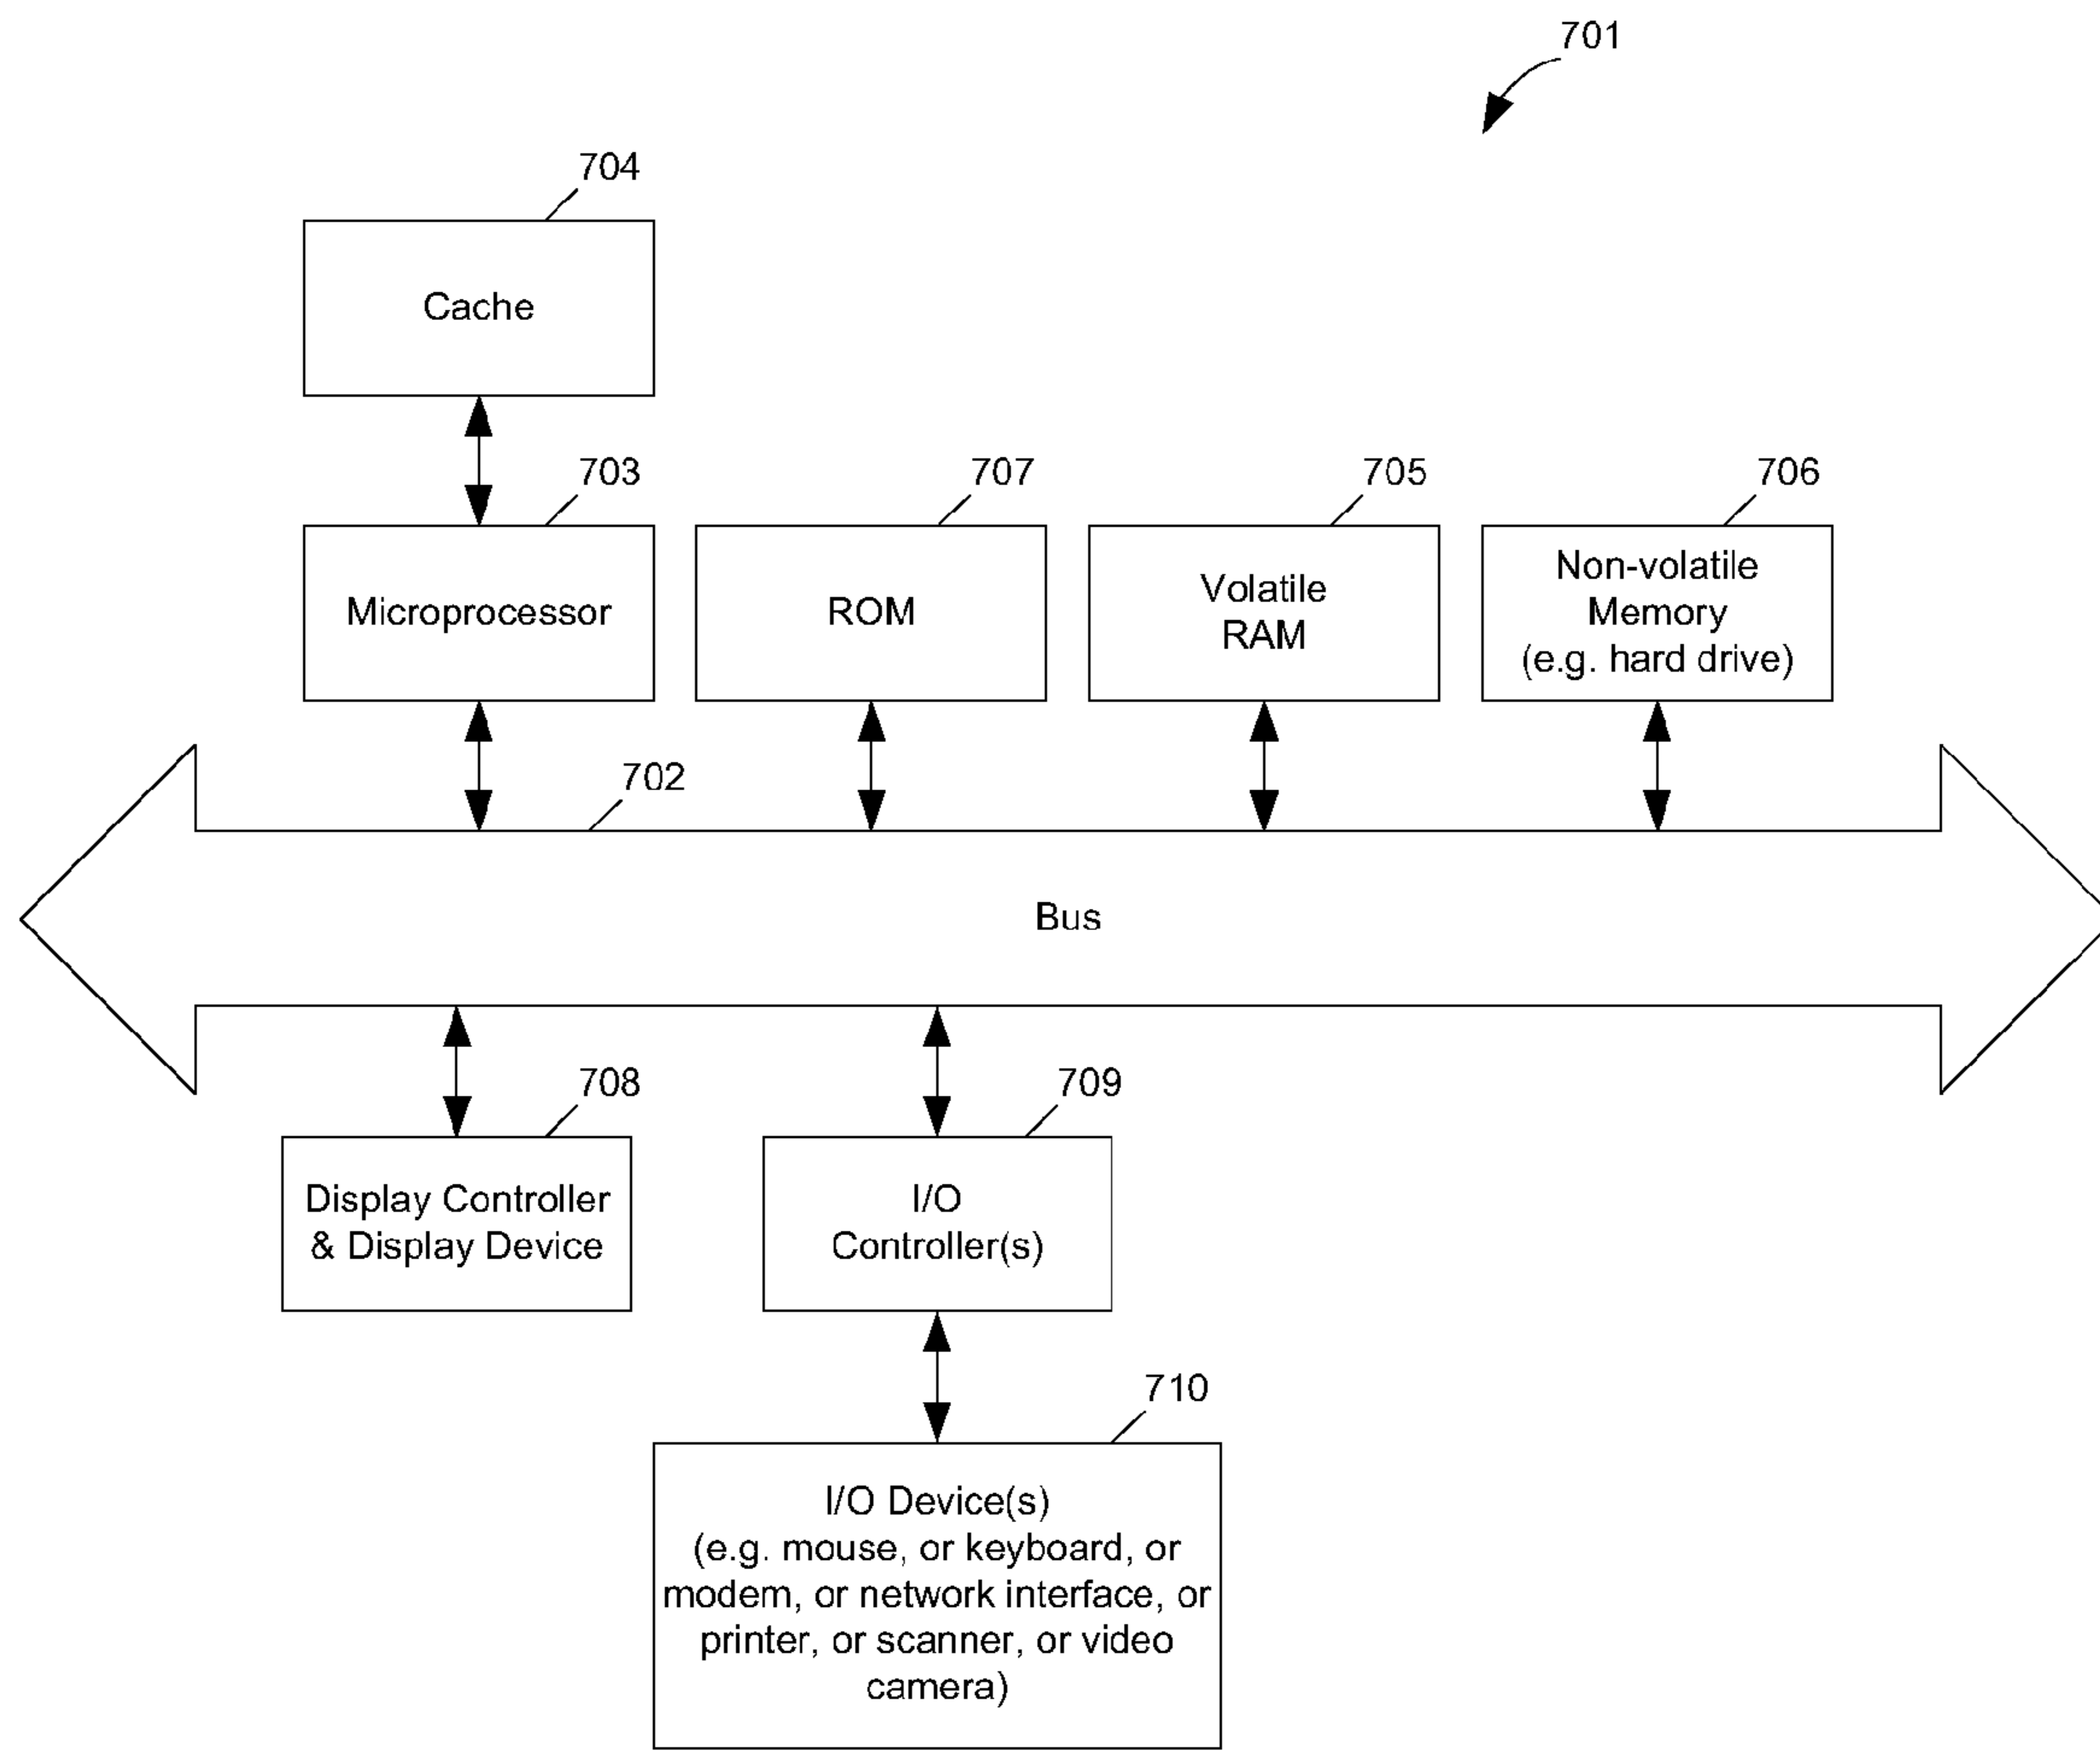 701
704
Cache
703
707
705
706
Microprocessor
ROM
Volatile
RAM
Non-volatile
Memory
(e.g. hard drive)
702
Bus
708
709
Display Controller
& Display Device
I/O
Controller(s)
710
I/O Device(s)
(e.g. mouse, or keyboard, or
modem, or network interface, or
printer, or scanner, or video
camera)